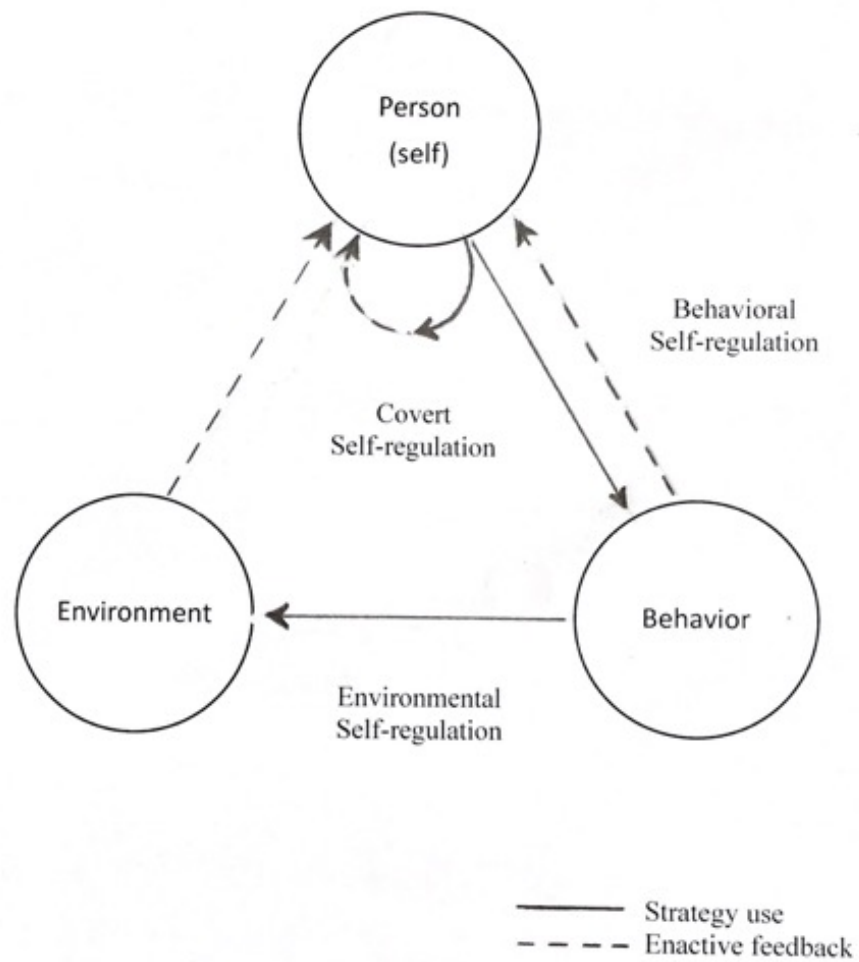 Person
(self)
Behavioral
Self-regulation
Covert
Self-regulation
Environment
Behavior
Environmental
Self-regulation
Strategy use
Enactive feedback